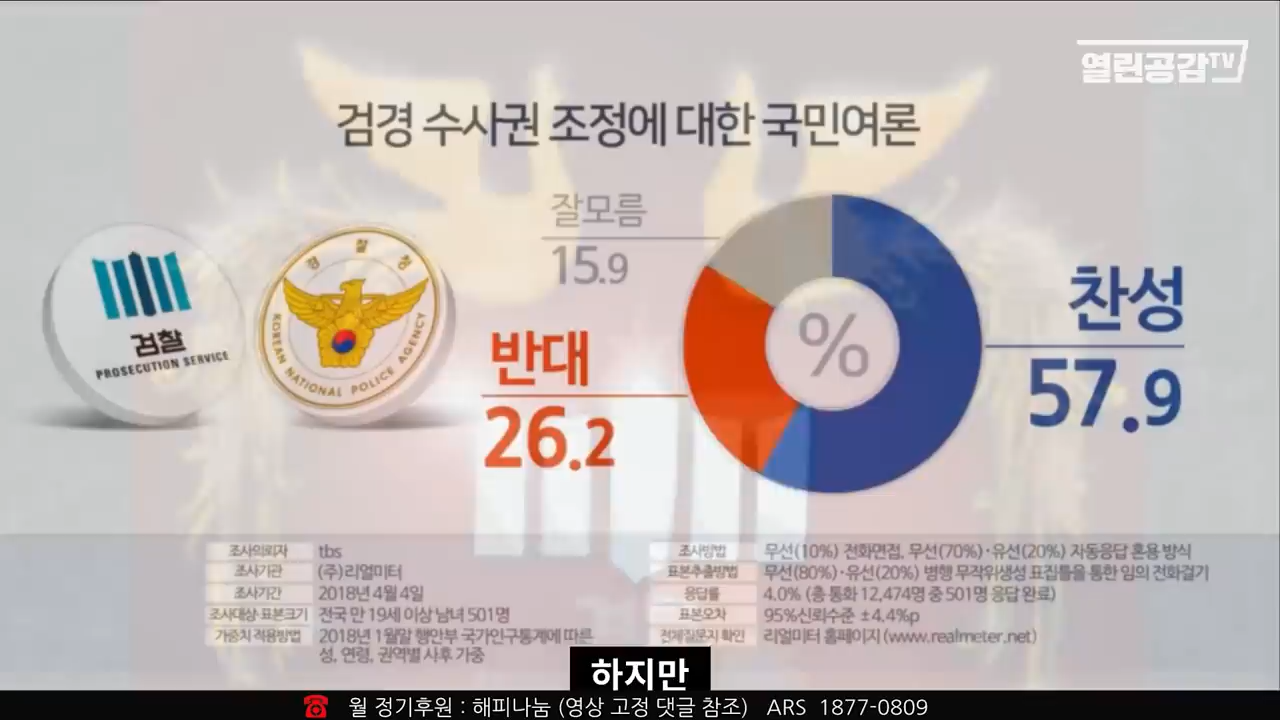 열린공감TV
검경 수사권 조정에 대한 국민여론
잘모름
15.9
찬성
57.9
반대
26.2
%
검찰
PROSECUTION SERVICE
경찰청
KOREAN NATIONAL POLICE AGENCY
조사의뢰자 tbs
조사기관 (주)리얼미터
조사기간 2018년 4월 4일
조사대상·표본크기 전국 만 19세 이상 남녀 501명
가중치 적용방법 2018년 1월말 행안부 국가인구통계에 따른
성, 연령, 권역별 사후 가중
조사방법 무선(10%) 전화면접, 무선(70%)·유선(20%) 자동응답 혼용 방식
표본추출방법 무선(80%)·유선(20%) 병행 무작위생성 표집틀을 통한 임의 전화걸기
응답률 4.0% (총 통화 12,474명 중 501명 응답 완료)
표본오차 95%신뢰수준 ±4.4%p
전체질문지 확인 리얼미터 홈페이지 (www.realmeter.net)
하지만
월 정기후원 : 해피나눔 (영상 고정 댓글 참조) ARS 1877-0809